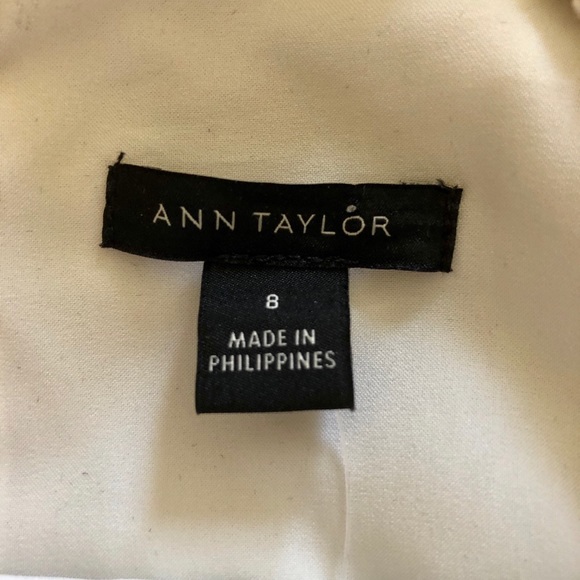 ANN TAYLOR
8
MADE IN
PHILIPPINES